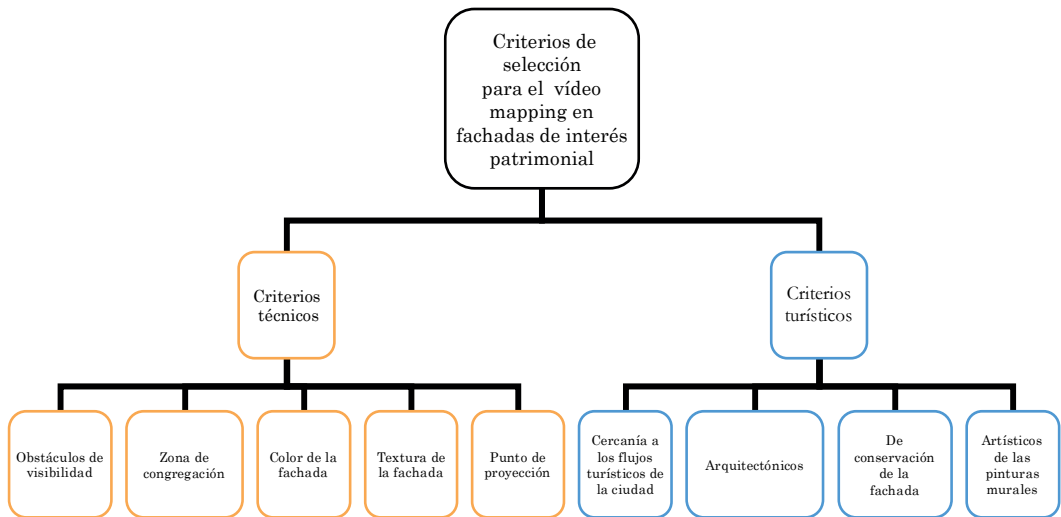 Criterios de
selección
para el vídeo
mapping en
fachadas de interés
patrimonial
Criterios
técnicos
Criterios
turísticos
Obstáculos de
visibilidad
Zona de
congregación
Color de la
fachada
Textura de
la fachada
Punto de
proyección
Cercanía a
los flujos
turísticos de
la ciudad
Arquitectónicos
De
conservación
de la
fachada
Artísticos
de las
pinturas
murales